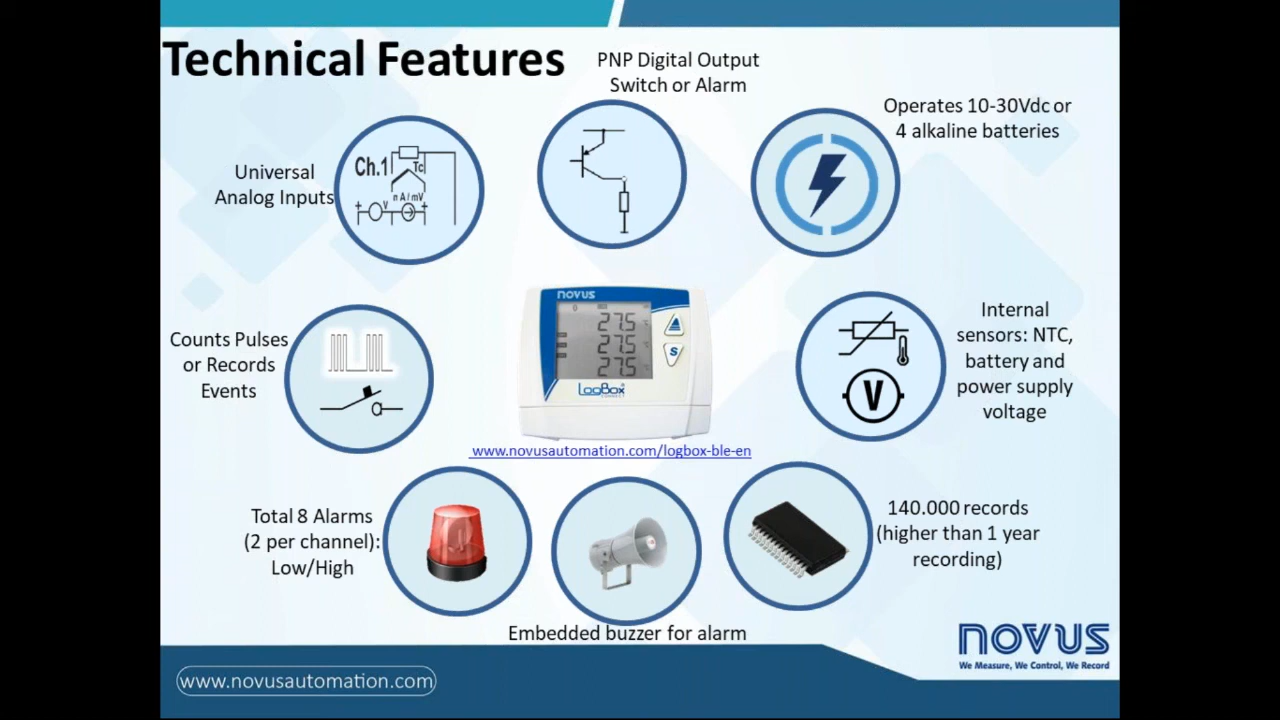 Technical Features
PNP Digital Output
Switch or Alarm
Operates 10-30Vdc or
4 alkaline batteries
Universal
Analog Inputs
Ch.1
Tc
V
n A/mV
+
+
Counts Pulses
or Records
Events
NOVUS
27.5
27.5
27.5
S
LogBox
CONNECT
www.novusautomation.com/logbox-ble-en
V
Internal
sensors: NTC,
battery and
power supply
voltage
Total 8 Alarms
(2 per channel):
Low/High
Embedded buzzer for alarm
140.000 records
(higher than 1 year
recording)
NOVUS
We Measure, We Control, We Record
www.novusautomation.com